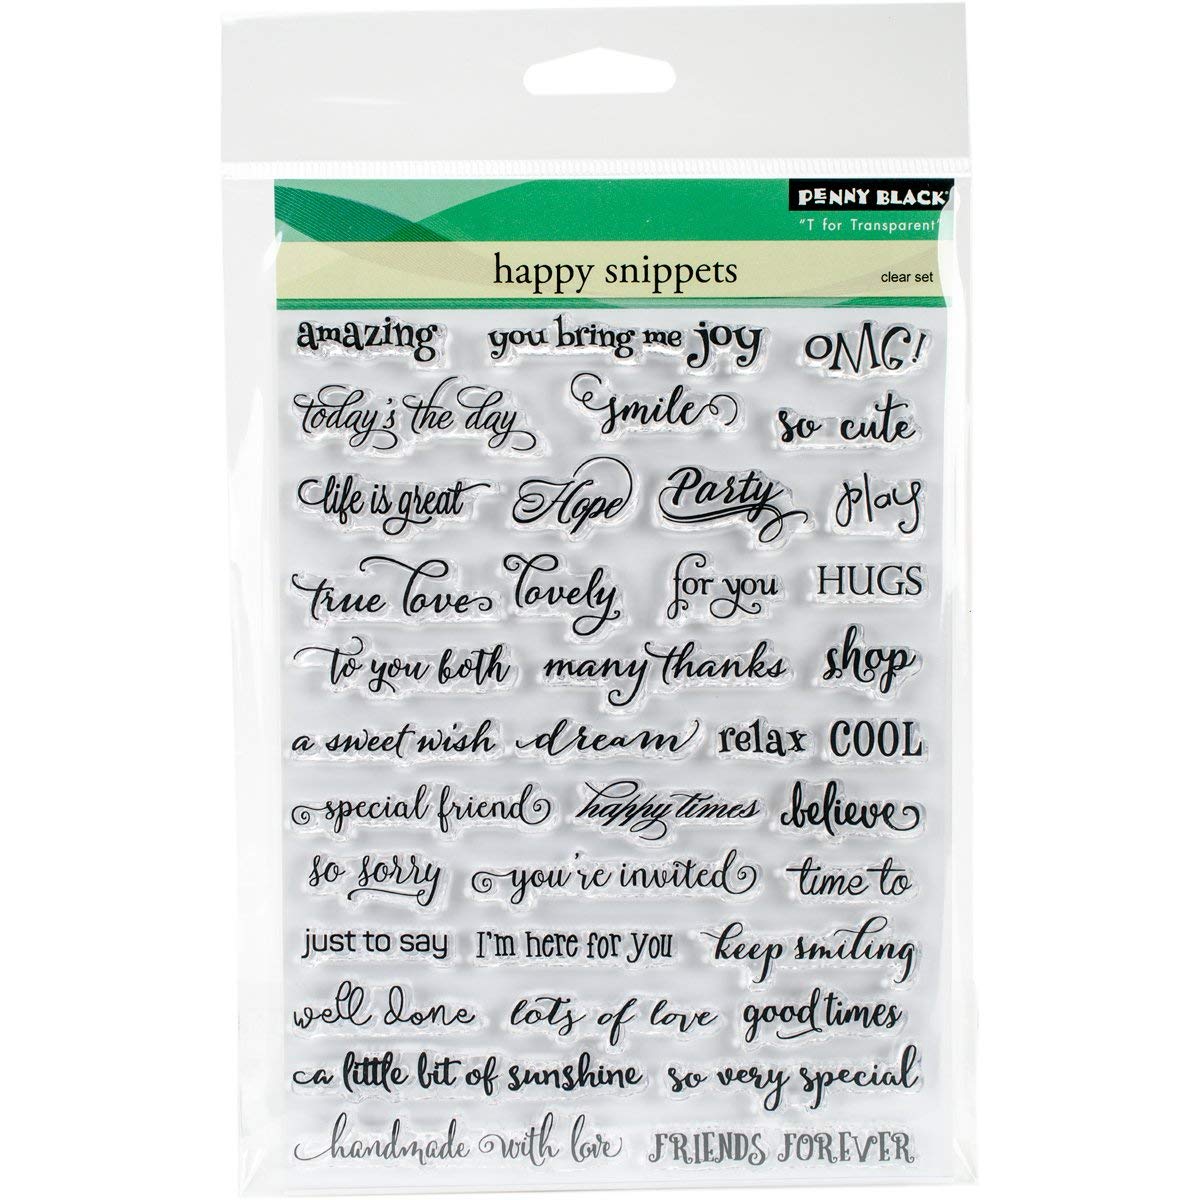 PENNY BLACK
"T for Transparent"
happy snippets clear set
amazing you bring me joy OMG!
today's the day smile so cute
life is great Hope Party play
true love lovely for you HUGS
to you both many thanks shop
a sweet wish dream relax COOL
special friend happy times believe
so sorry you're invited time to
just to say I'm here for you keep smiling
well done lots of love good times
a little bit of sunshine so very special
handmade with love FRIENDS FOREVER